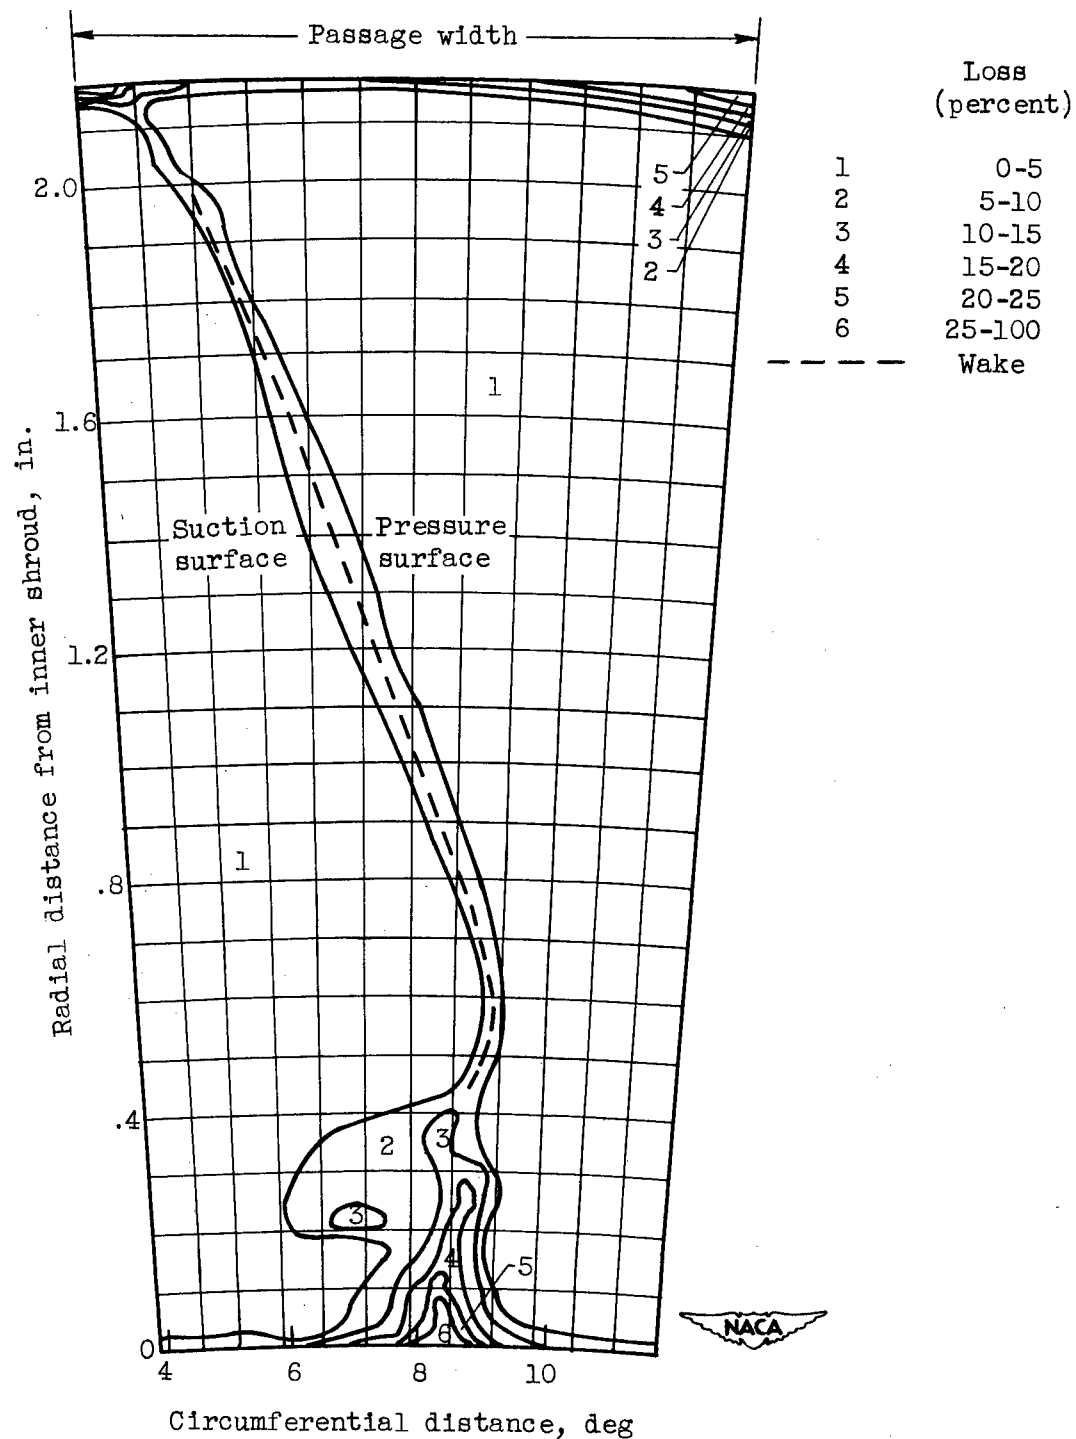 Passage width
Loss
(percent)
1 0-5
2 5-10
3 10-15
4 15-20
5 20-25
6 25-100
Wake
5
4
3
2
2.0
1.6
1.2
.8
.4
0
Radial distance from inner shroud, in.
1
Suction
surface
Pressure
surface
1
2
3
3
4
5
6
NACA
4 6 8 10
Circumferential distance, deg